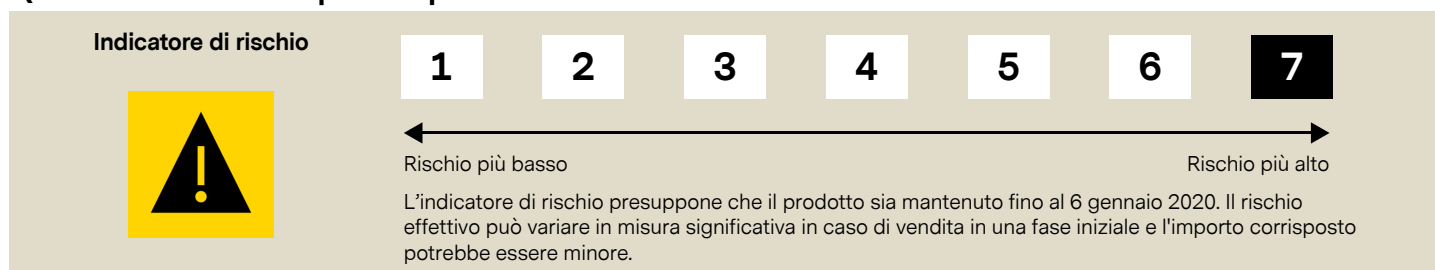 Indicatore di rischio
1 2 3 4 5 6 7
Rischio più basso Rischio più alto
L'indicatore di rischio presuppone che il prodotto sia mantenuto fino al 6 gennaio 2020. Il rischio
effettivo può variare in misura significativa in caso di vendita in una fase iniziale e l'importo corrisposto
potrebbe essere minore.